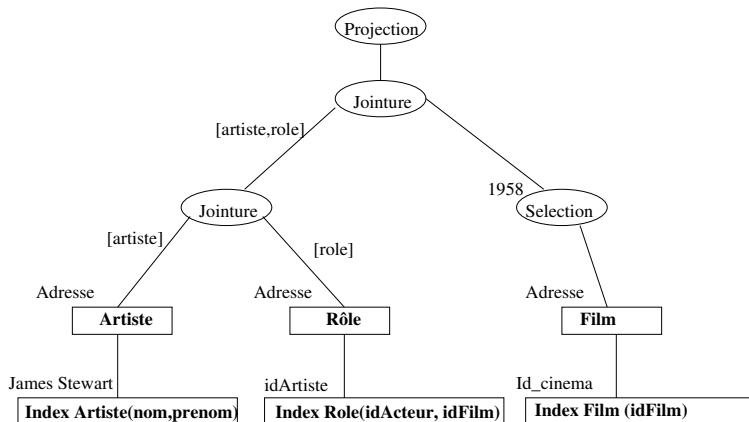 Projection
Jointure
[artiste,role]
1958
Jointure
Selection
[artiste]
[role]
Adresse
Adresse
Adresse
Artiste
Rôle
Film
James Stewart
idArtiste
Id_cinema
Index Artiste(nom,prenom)
Index Role(idActeur, idFilm)
Index Film (idFilm)